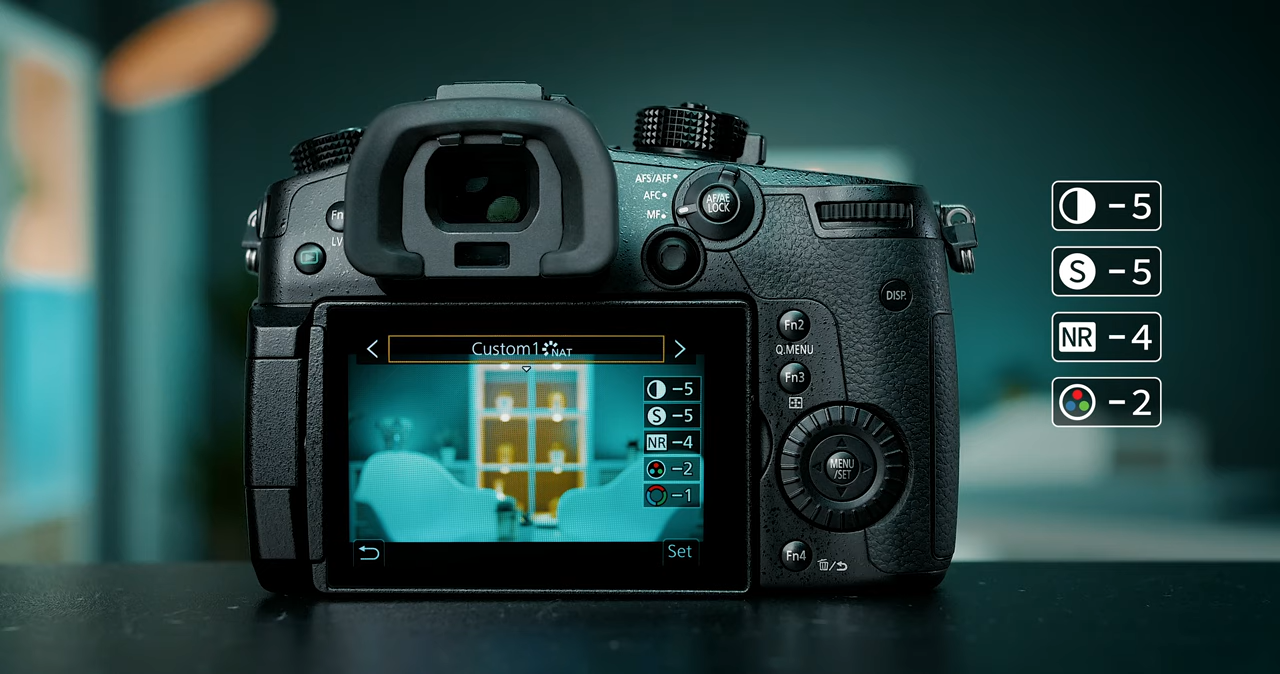 AFS/AFF
AFC
MF
AF/AE
LOCK
Fn
LV
DISP.
Fn2
Q.MENU
Fn3
MENU
/SET
Fn4
Custom1 NAT
-5
S -5
NR -4
-2
-1
Set
-5
S -5
NR -4
-2